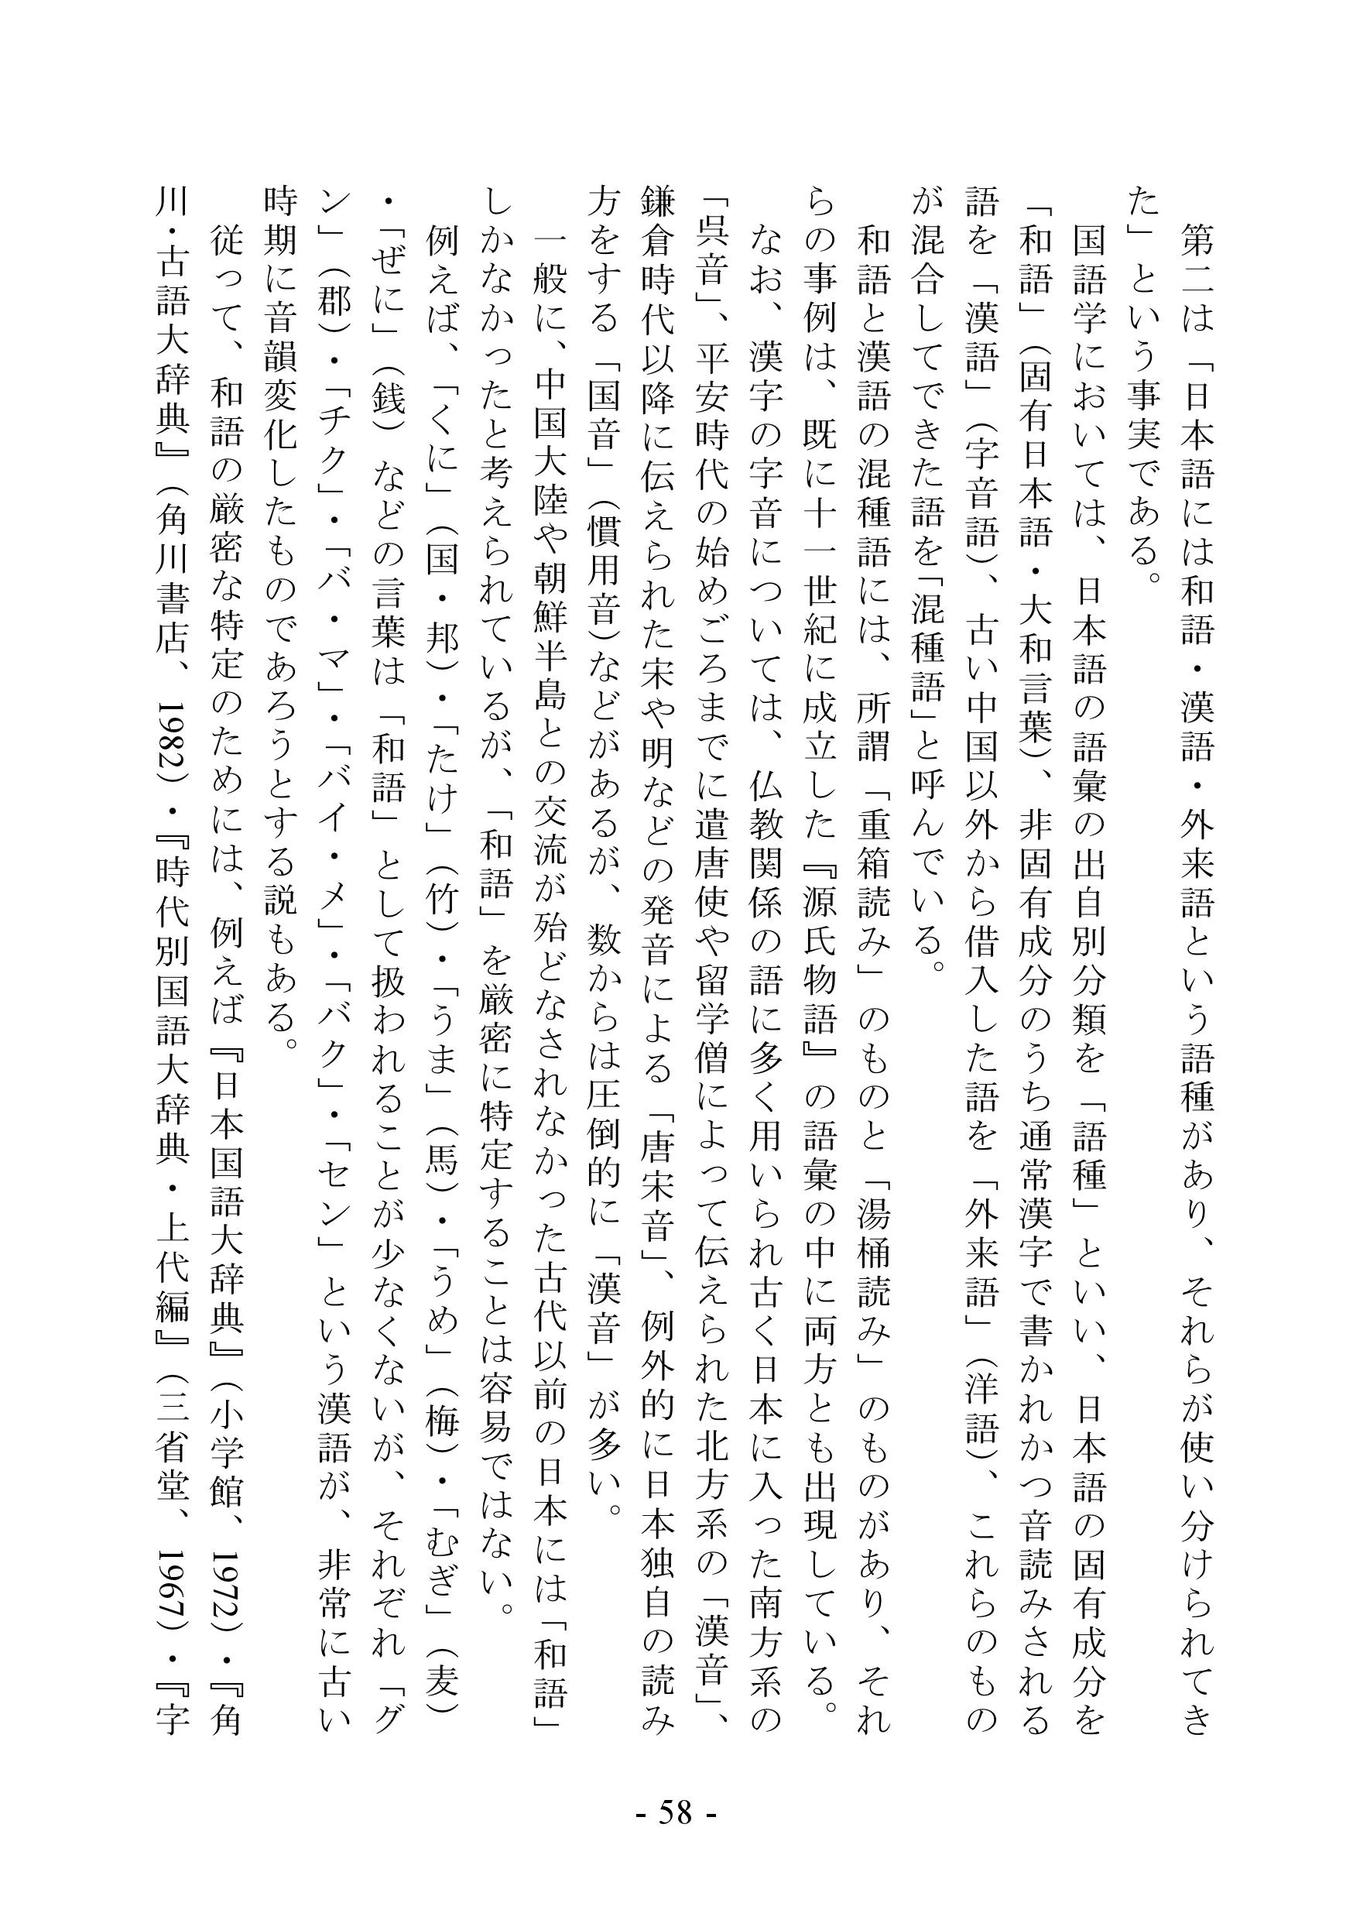 第二は「日本語には和語・漢語・外来語という語種があり、それらが使い分けられてき
た」という事実である。
　国語学においては、日本語の語彙の出自別分類を「語種」といい、日本語の固有成分を
「和語」（固有日本語・大和言葉）、非固有成分のうち通常漢字で書かれかつ音読みされる
語を「漢語」（字音語）、古い中国以外から借入した語を「外来語」（洋語）、これらのもの
が混合してできた語を「混種語」と呼んでいる。
　和語と漢語の混種語には、所謂「重箱読み」のものと「湯桶読み」のものがあり、それ
らの事例は、既に十一世紀に成立した『源氏物語』の語彙の中に両方とも出現している。
　なお、漢字の字音については、仏教関係の語に多く用いられ古く日本に入った南方系の
「呉音」、平安時代の始めごろまでに遣唐使や留学僧によって伝えられた北方系の「漢音」、
鎌倉時代以降に伝えられた宋や明などの発音による「唐宋音」、例外的に日本独自の読み
方をする「国音」（慣用音）などがあるが、数からは圧倒的に「漢音」が多い。
　一般に、中国大陸や朝鮮半島との交流が殆どなされなかった古代以前の日本には「和語」
しかなかったと考えられているが、「和語」を厳密に特定することは容易ではない。
　例えば、「くに」（国・邦）・「たけ」（竹）・「うま」（馬）・「うめ」（梅）・「むぎ」（麦）
・「ぜに」（銭）などの言葉は「和語」として扱われることが少なくないが、それぞれ「グ
ン」（郡）・「チク」・「バ・マ」・「バイ・メ」・「バク」・「セン」という漢語が、非常に古い
時期に音韻変化したものであろうとする説もある。
　従って、和語の厳密な特定のためには、例えば『日本国語大辞典』（小学館、1972）・『角
川・古語大辞典』（角川書店、1982）・『時代別国語大辞典・上代編』（三省堂、1967）・『字
- 58 -